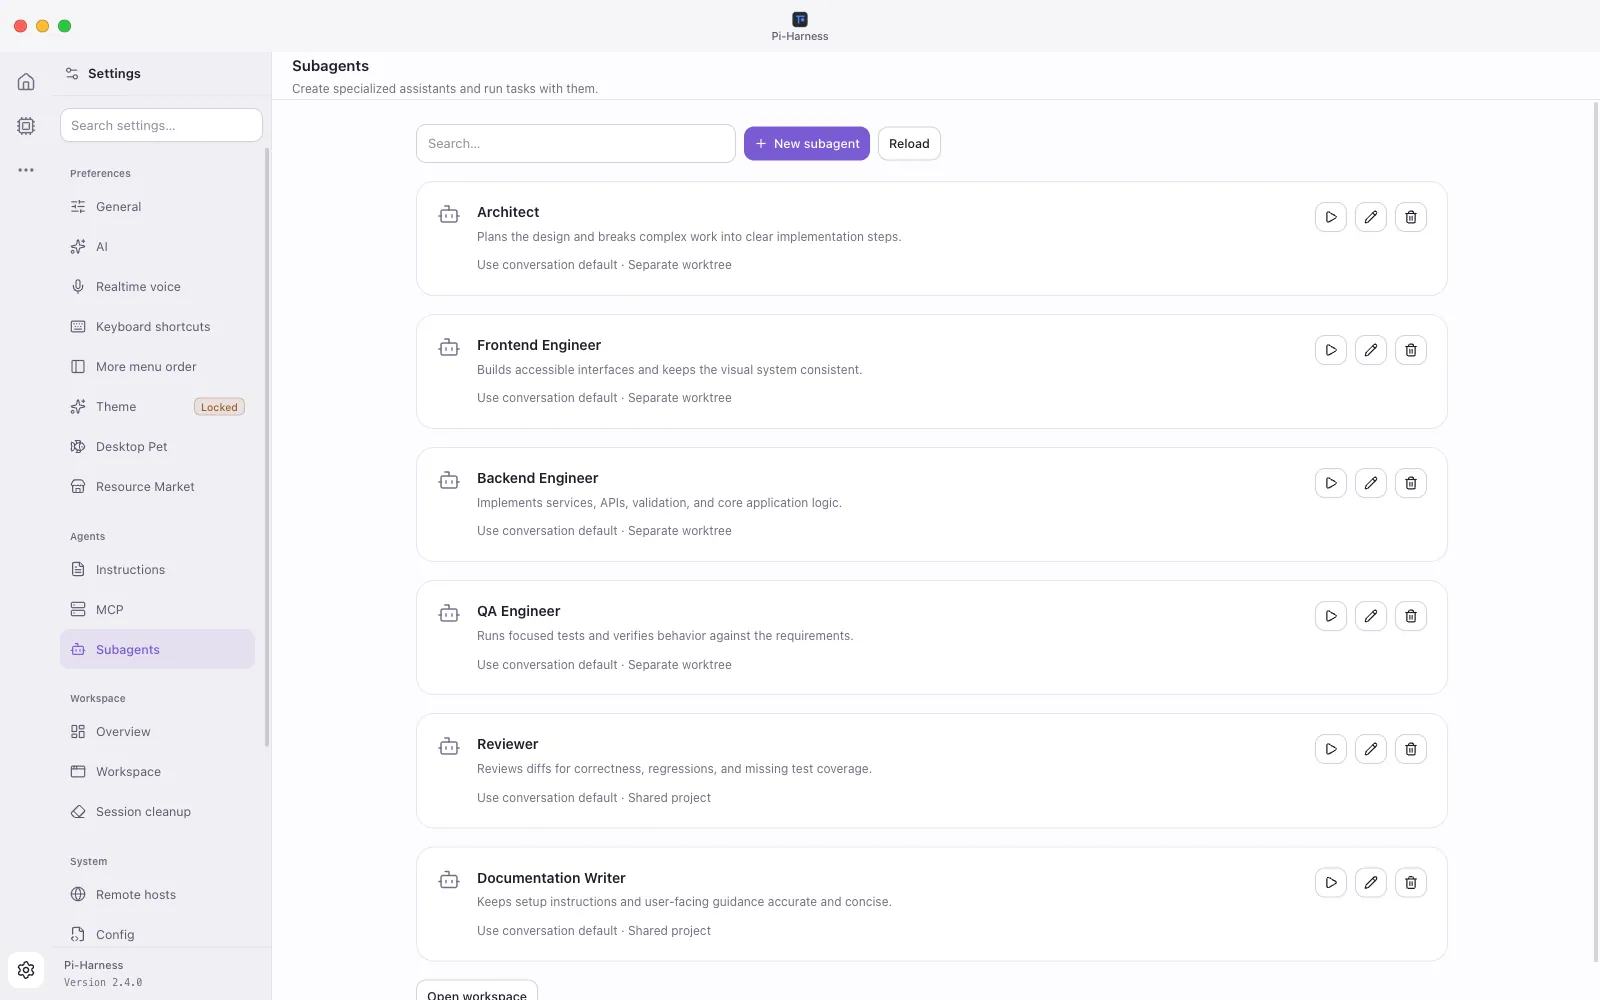 Pi-Harness
Settings
Search settings...
Preferences
General
AI
Realtime voice
Keyboard shortcuts
More menu order
Theme
Locked
Desktop Pet
Resource Market
Agents
Instructions
MCP
Subagents
Workspace
Overview
Workspace
Session cleanup
System
Remote hosts
Config
Pi-Harness
Version 2.4.0
Subagents
Create specialized assistants and run tasks with them.
Search...
New subagent
Reload
Architect
Plans the design and breaks complex work into clear implementation steps.
Use conversation default · Separate worktree
Frontend Engineer
Builds accessible interfaces and keeps the visual system consistent.
Use conversation default · Separate worktree
Backend Engineer
Implements services, APIs, validation, and core application logic.
Use conversation default · Separate worktree
QA Engineer
Runs focused tests and verifies behavior against the requirements.
Use conversation default · Separate worktree
Reviewer
Reviews diffs for correctness, regressions, and missing test coverage.
Use conversation default · Shared project
Documentation Writer
Keeps setup instructions and user-facing guidance accurate and concise.
Use conversation default · Shared project
Open workspace